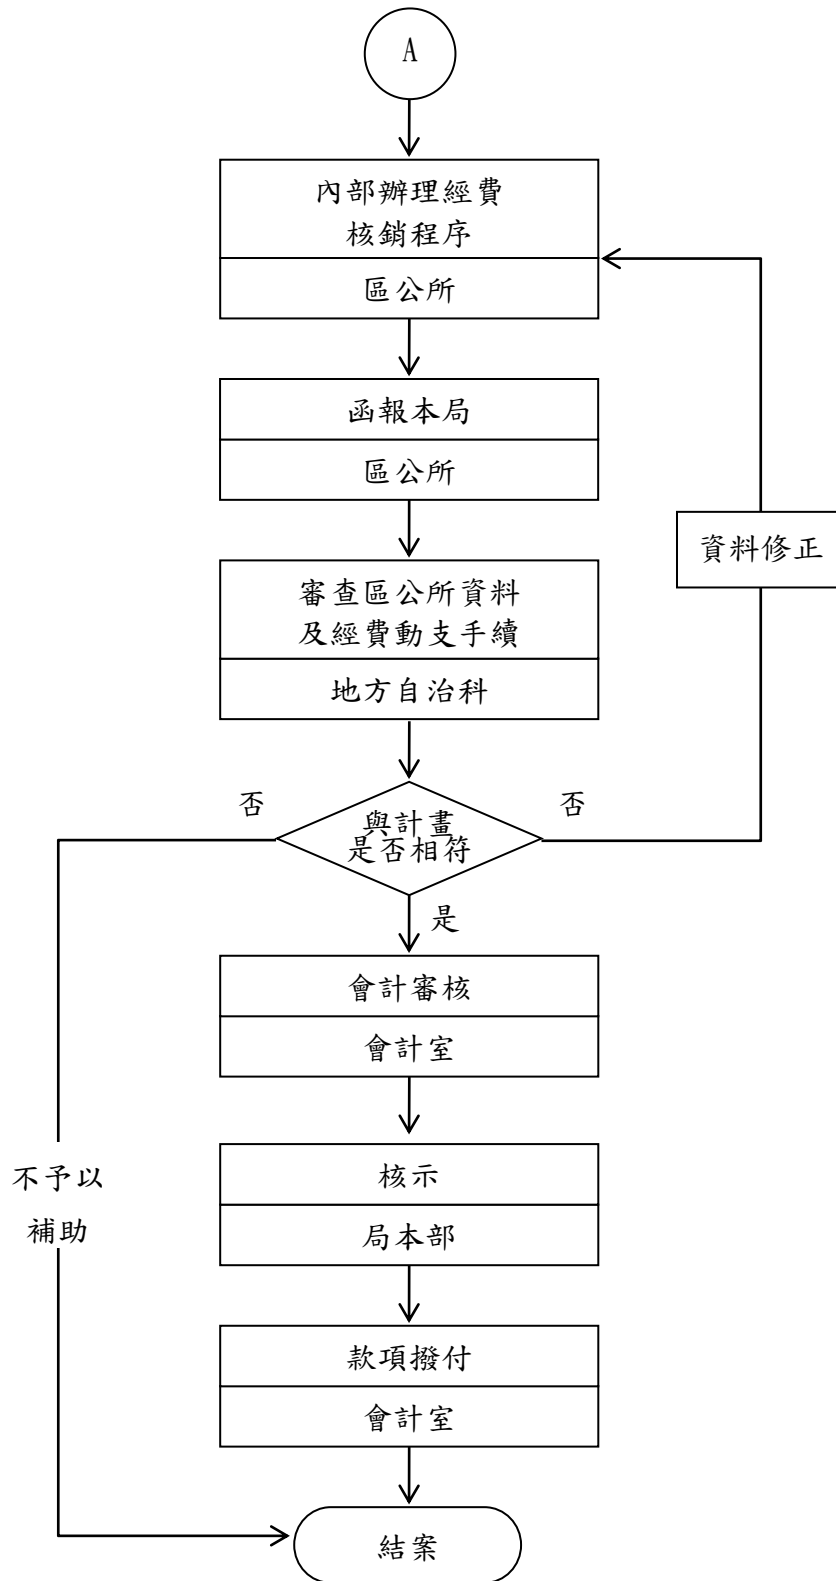 A
內部辦理經費
核銷程序
區公所
函報本局
區公所
資料修正
審查區公所資料
及經費動支手續
地方自治科
否
否
與計畫
是否相符
是
會計審核
會計室
不予以
補助
核示
局本部
款項撥付
會計室
結案